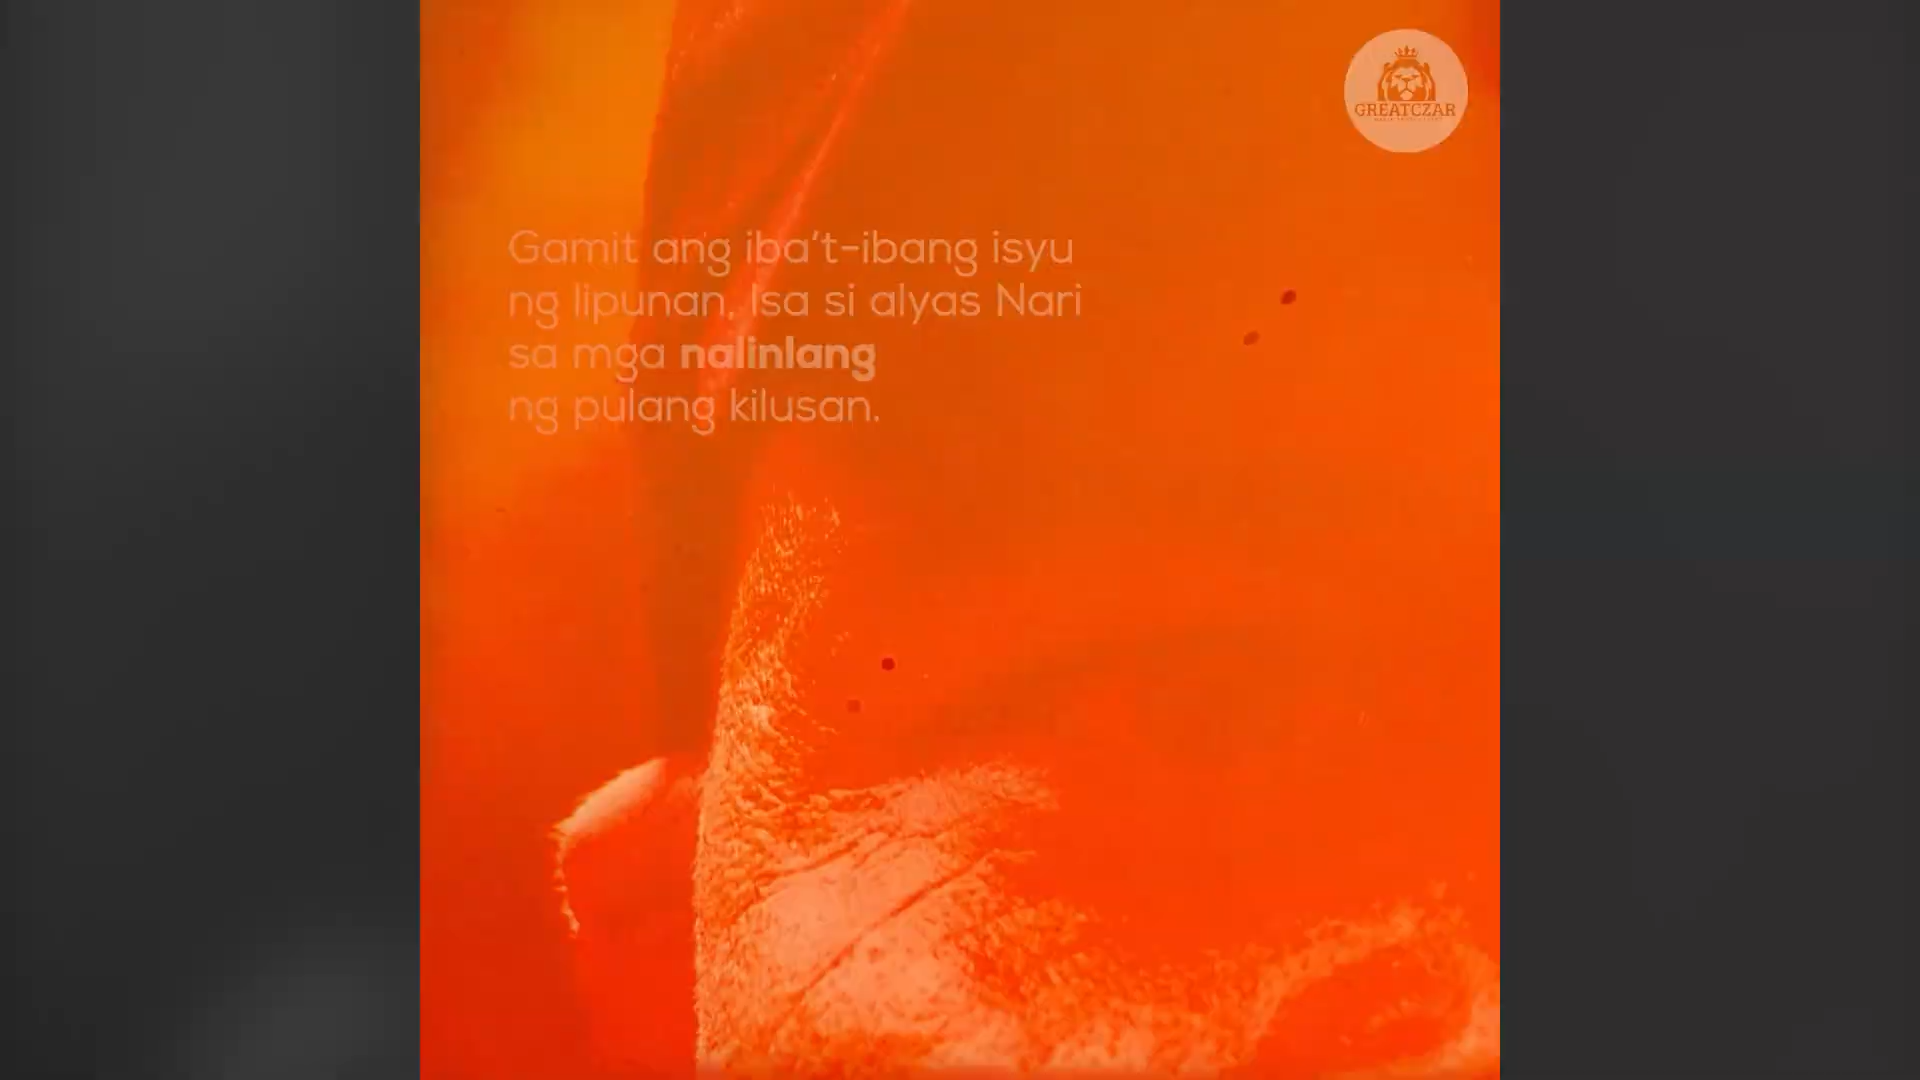 GREATCZAR
Gamit ang iba't-ibang isyu
ng lipunan, Isa si alyas Nari
sa mga nalinlang
ng pulang kilusan.